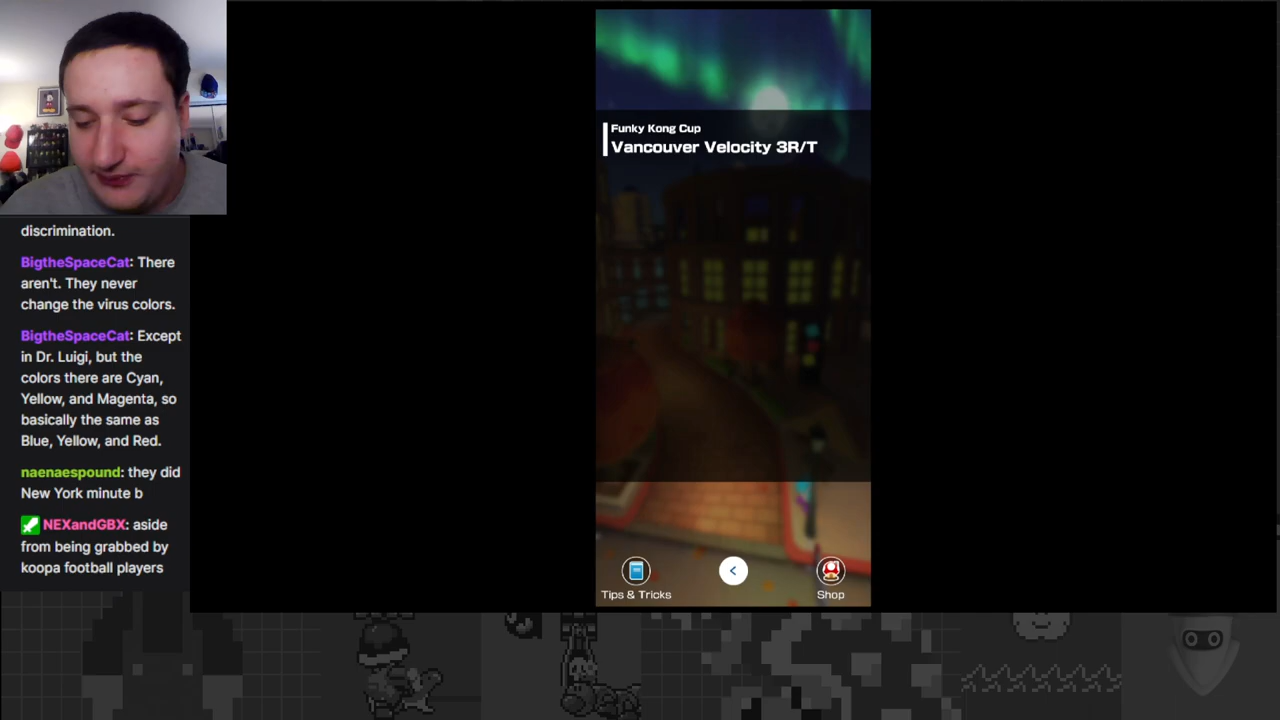 discrimination.
BigtheSpaceCat: There
aren't. They never
change the virus colors.
BigtheSpaceCat: Except
in Dr. Luigi, but the
colors there are Cyan,
Yellow, and Magenta, so
basically the same as
Blue, Yellow, and Red.
naenaespound: they did
New York minute b
NEXandGBX: aside
from being grabbed by
koopa football players
Funky Kong Cup
Vancouver Velocity 3R/T
Tips & Tricks
<
Shop